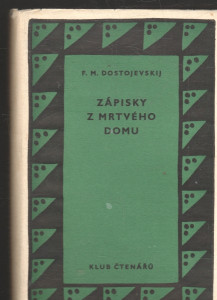 F. M. DOSTOJEVSKIJ
ZÁPISKY
Z MRTVÉHO
DOMU
KLUB ČTENÁŘŮ